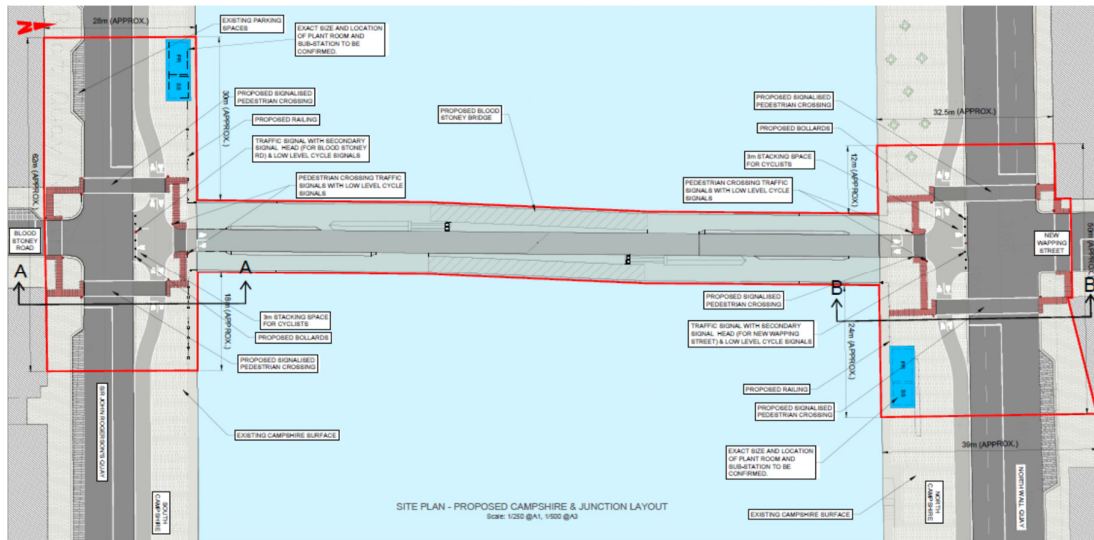 N
28m (APPROX.)
EXISTING PARKING
SPACES
EXACT SIZE AND LOCATION
OF PLANT ROOM AND
SUB-STATION TO BE
CONFIRMED.
PR
SS
62m (APPROX.)
30m (APPROX.)
PROPOSED SIGNALISED
PEDESTRIAN CROSSING
PROPOSED RAILING
TRAFFIC SIGNAL WITH SECONDARY
SIGNAL HEAD (FOR BLOOD STONEY
RD) & LOW LEVEL CYCLE SIGNALS
PEDESTRIAN CROSSING TRAFFIC
SIGNALS WITH LOW LEVEL CYCLE
SIGNALS
BLOOD
STONEY
ROAD
A
A
18m (APPROX.)
3m STACKING SPACE
FOR CYCLISTS
PROPOSED BOLLARDS
PROPOSED SIGNALISED
PEDESTRIAN CROSSING
EXISTING CAMPSHIRE SURFACE
SIR JOHN ROGERSON'S QUAY
SOUTH
CAMPSHIRE
PROPOSED BLOOD
STONEY BRIDGE
PROPOSED SIGNALISED
PEDESTRIAN CROSSING
PROPOSED BOLLARDS
3m STACKING SPACE
FOR CYCLISTS
PEDESTRIAN CROSSING TRAFFIC
SIGNALS WITH LOW LEVEL CYCLE
SIGNALS
32.5m (APPROX.)
12m (APPROX.)
NEW
WAPPING
STREET
50m (APPROX.)
B
B
PROPOSED SIGNALISED
PEDESTRIAN CROSSING
TRAFFIC SIGNAL WITH SECONDARY
SIGNAL HEAD (FOR NEW WAPPING
STREET) & LOW LEVEL CYCLE SIGNALS
24m (APPROX.)
PROPOSED RAILING
PROPOSED SIGNALISED
PEDESTRIAN CROSSING
EXACT SIZE AND LOCATION
OF PLANT ROOM AND
SUB-STATION TO BE
CONFIRMED.
PR
SS
39m (APPROX.)
EXISTING CAMPSHIRE SURFACE
NORTH
CAMPSHIRE
NORTH WALL QUAY
SITE PLAN - PROPOSED CAMPSHIRE & JUNCTION LAYOUT
Scale: 1/250 @A1, 1/500 @A3